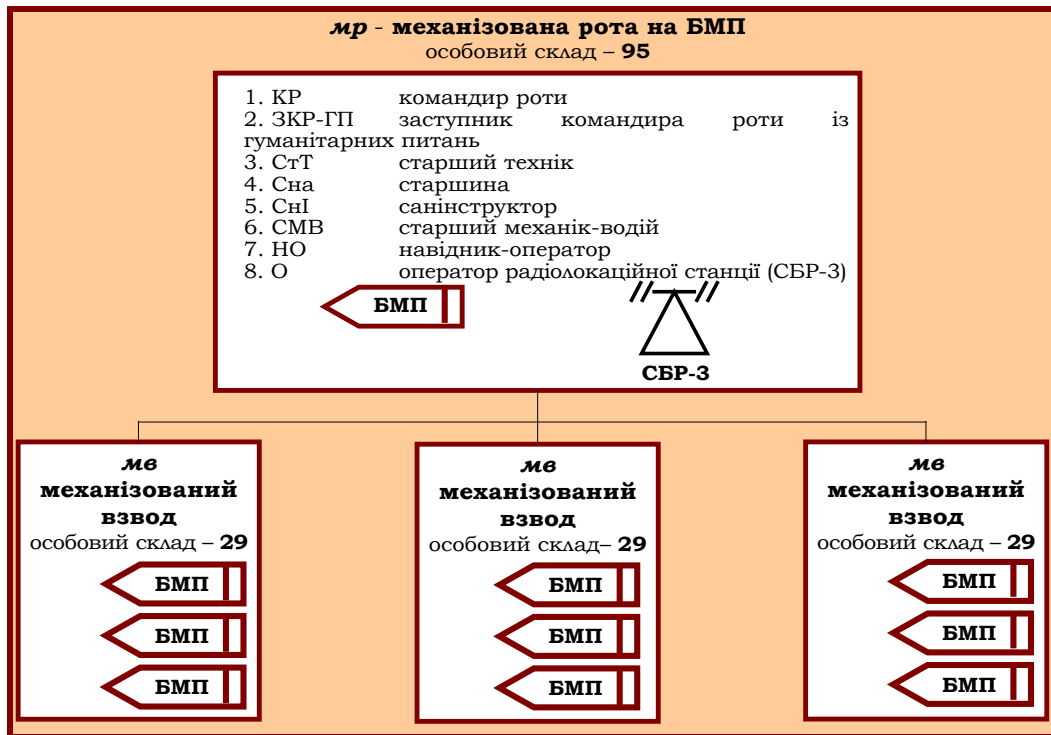 мр - механізована рота на БМП
особовий склад – 95
1. КР командир роти
2. ЗКР-ГП заступник командира роти із
гуманітарних питань
3. СтТ старший технік
4. Сна старшина
5. СнІ санінструктор
6. СМВ старший механік-водій
7. НО навідник-оператор
8. О оператор радіолокаційної станції (СБР-3)
БМП
СБР-3
мв
механізований
взвод
особовий склад – 29
БМП
БМП
БМП
мв
механізований
взвод
особовий склад– 29
БМП
БМП
БМП
мв
механізований
взвод
особовий склад – 29
БМП
БМП
БМП